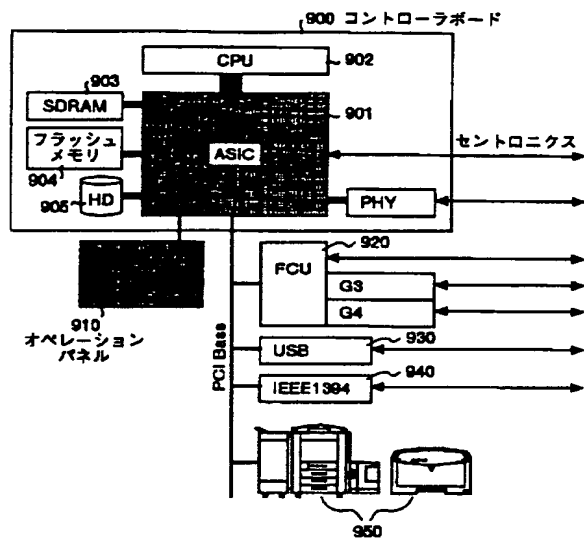 900 コントローラボード
CPU
902
903
SDRAM
901
フラッシュ
メモリ
ASIC
セントロニクス
904
905
HD
PHY
920
FCU
G3
G4
910
オペレーション
パネル
PCI Bass
930
USB
940
IEEE1394
950